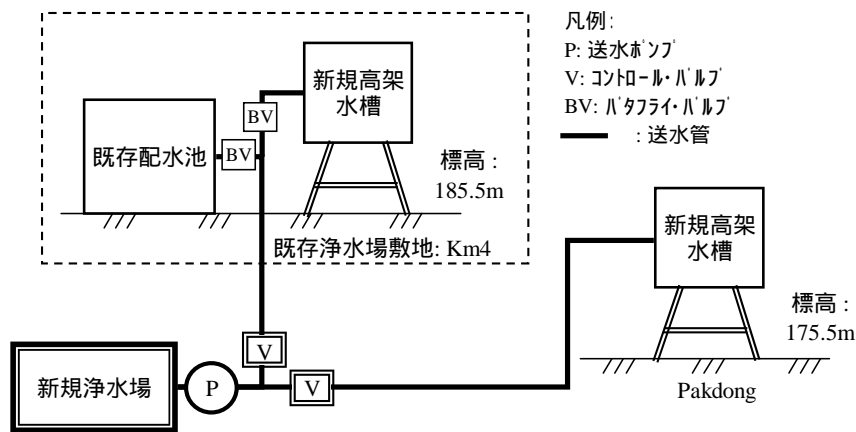 凡例:
P: 送水ﾎﾟﾝﾌﾟ
V: ｺﾝﾄﾛｰﾙ･ﾊﾞﾙﾌﾞ
BV: ﾊﾞﾀﾌﾗｲ･ﾊﾞﾙﾌﾞ
: 送水管
新規高架
水槽
BV
既存配水池
BV
標高 :
185.5m
既存浄水場敷地: Km4
新規高架
水槽
標高 :
175.5m
Pakdong
V
新規浄水場
P
V